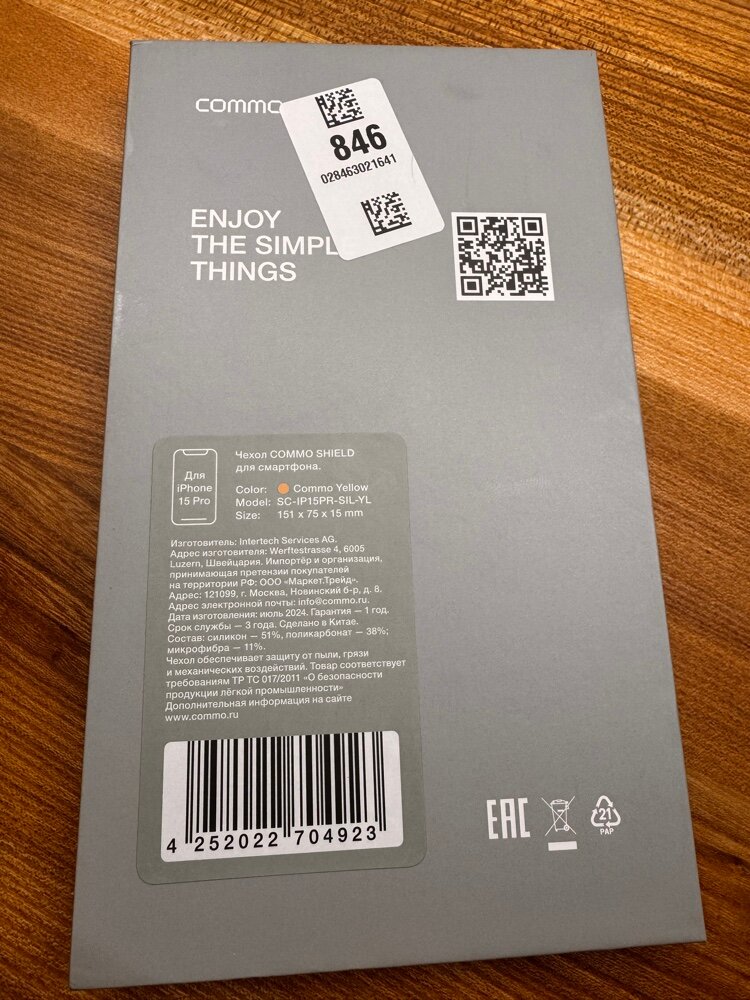 COMMO
846
028463021641
ENJOY
THE SIMPL
THINGS
Для
iPhone
15 Pro
Чехол COMMO SHIELD
для смартфона.
Color: Commo Yellow
Model: SC-IP15PR-SIL-YL
Size: 151 x 75 x 15 mm
Изготовитель: Intertech Services AG.
Адрес изготовителя: Werftestrasse 4, 6005
Luzern, Швейцария. Импортёр и организация,
принимающая претензии покупателей
на территории РФ: ООО «Маркет.Трейд».
Адрес: 121099, г. Москва, Новинский б-р, д. 8.
Адрес электронной почты: info@commo.ru.
Дата изготовления: июль 2024. Гарантия — 1 год.
Срок службы — 3 года. Сделано в Китае.
Состав: силикон — 51%, поликарбонат — 38%;
микрофибра — 11%.
Чехол обеспечивает защиту от пыли, грязи
и механических воздействий. Товар соответствует
требованиям ТР ТС 017/2011 «О безопасности
продукции лёгкой промышленности»
Дополнительная информация на сайте
www.commo.ru
4 252022 704923
EAC
21
PAP